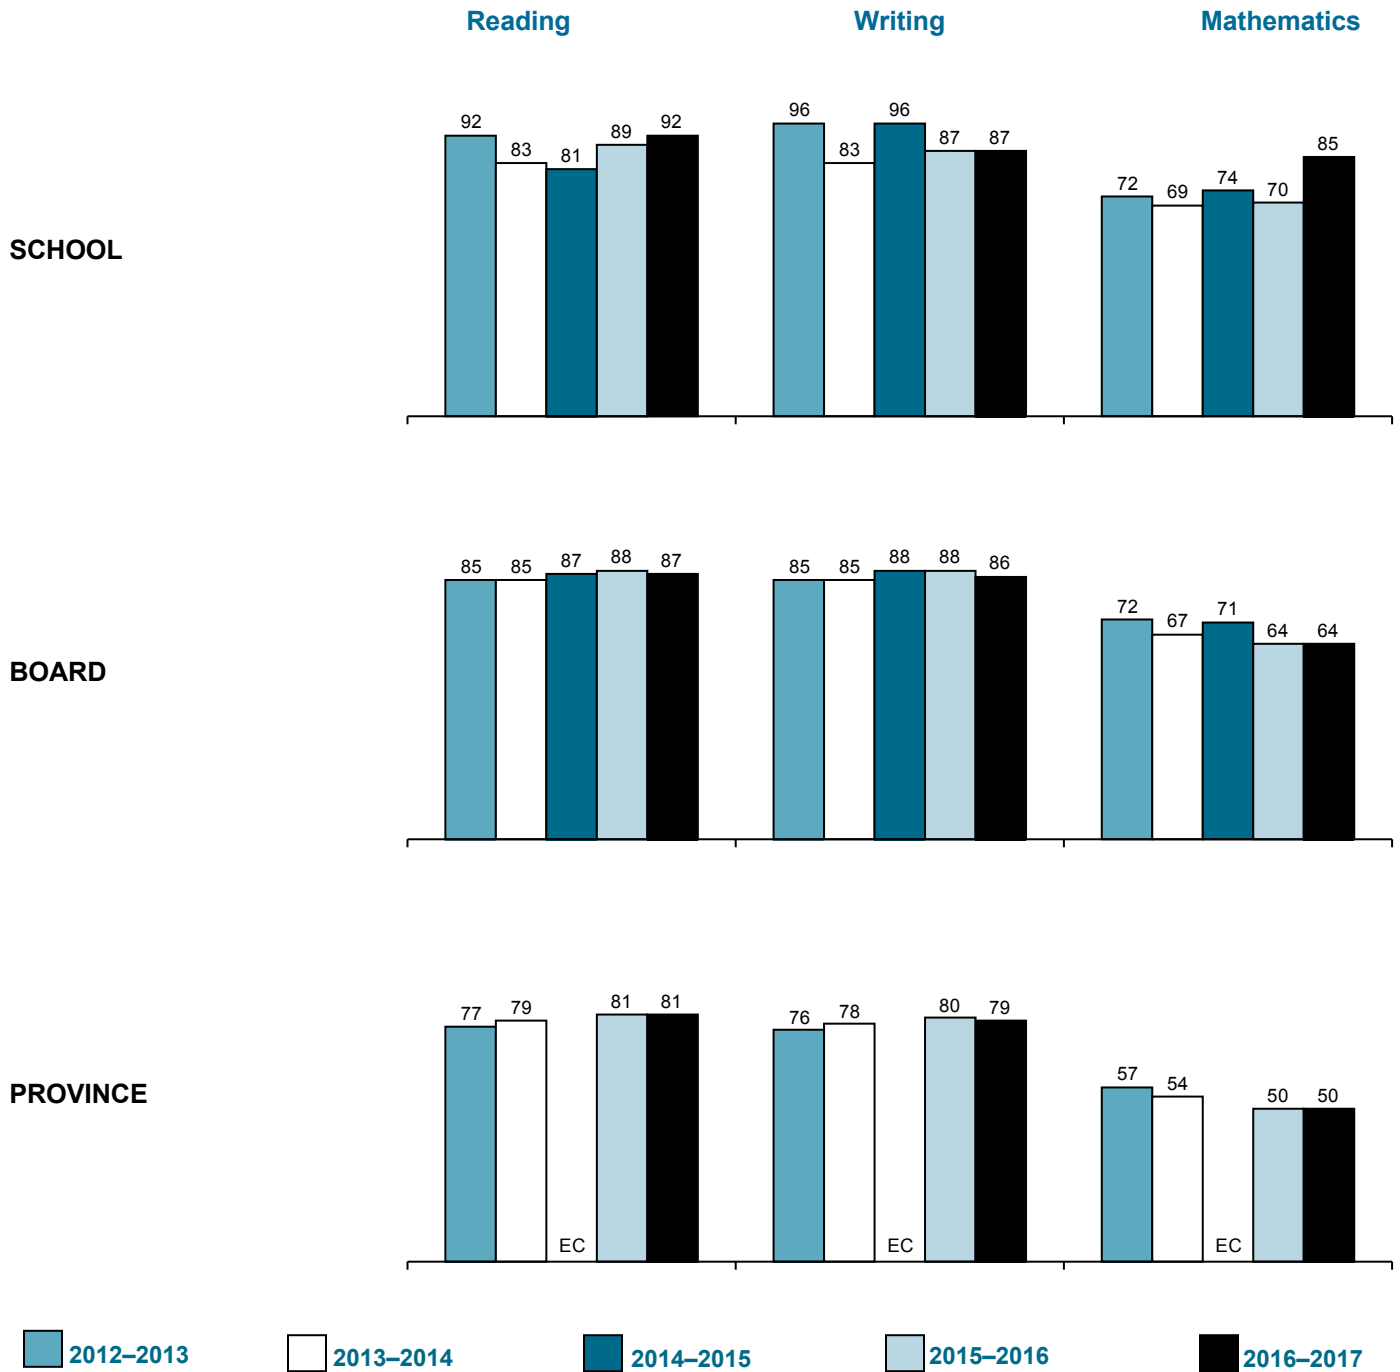 Reading Writing Mathematics
SCHOOL
92 83 81 89 92 96 83 96 87 87 72 69 74 70 85
BOARD
85 85 87 88 87 85 85 88 88 86 72 67 71 64 64
PROVINCE
77 79 EC 81 81 76 78 EC 80 79 57 54 EC 50 50
2012–2013 2013–2014 2014–2015 2015–2016 2016–2017